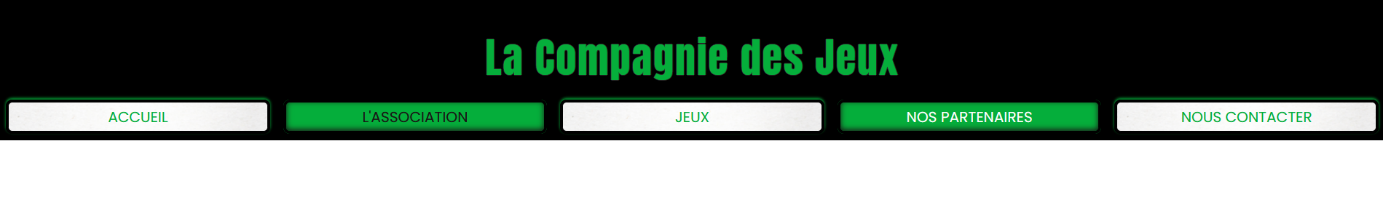 La Compagnie des Jeux
ACCUEIL L'ASSOCIATION JEUX NOS PARTENAIRES NOUS CONTACTER